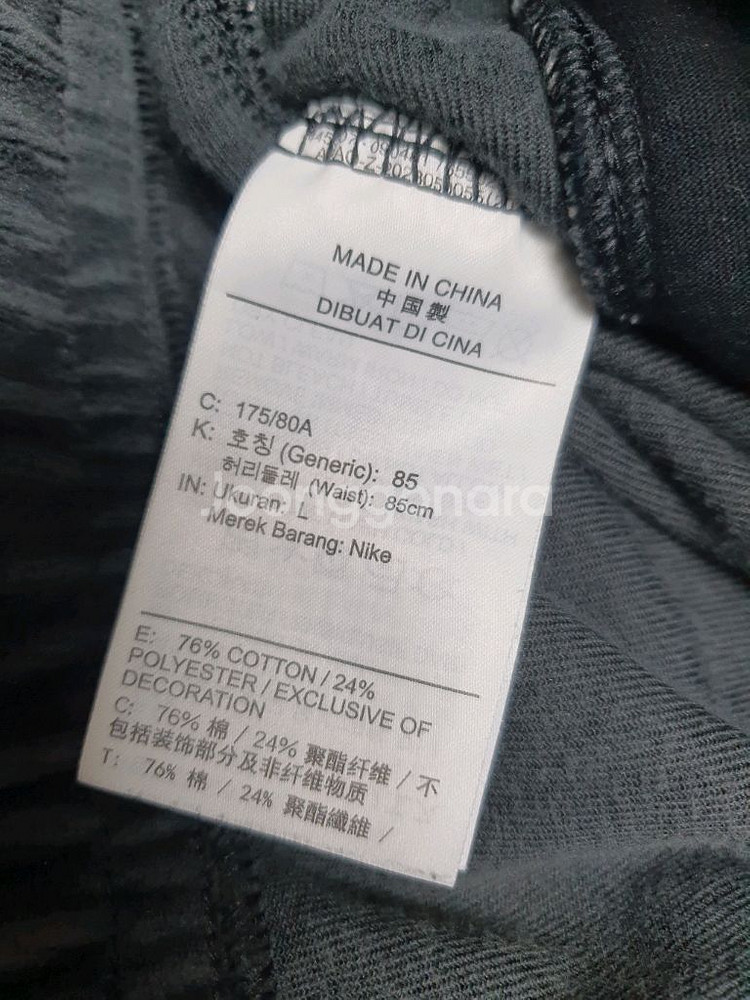 MADE IN CHINA
中国製
DIBUAT DI CINA
C: 175/80A
K: 호칭 (Generic): 85
허리둘레 (Waist): 85cm
IN: Ukuran: L
Merek Barang: Nike
Joonggonara
E: 76% COTTON / 24%
POLYESTER / EXCLUSIVE OF
DECORATION
C: 76% 棉 / 24% 聚酯纤维 / 不
包括装饰部分及非纤维物质
T: 76% 棉 / 24% 聚酯纖維 /